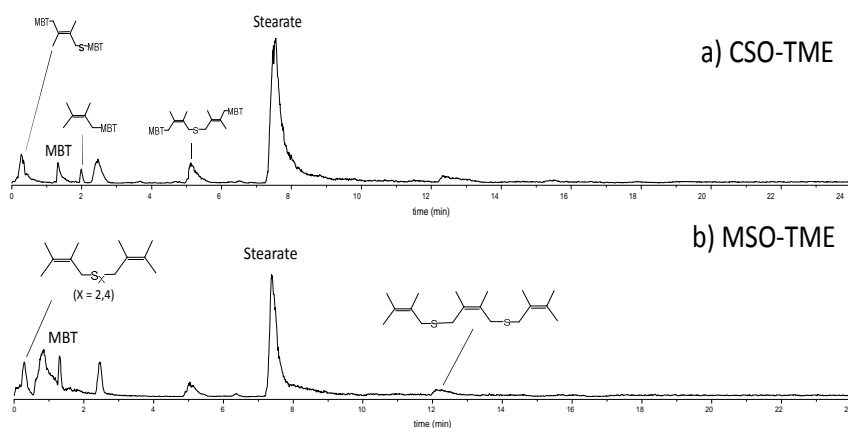 a) CSO-TME
Stearate
MBT
S-MBT
MBT
MBT
MBT
MBT
S
0 2 4 6 8 10 12 14 16 18 20 22 24
time (min)
b) MSO-TME
Stearate
S X
(X = 2,4)
MBT
S S
0 2 4 6 8 10 12 14 16 18 20 22 24
time (min)